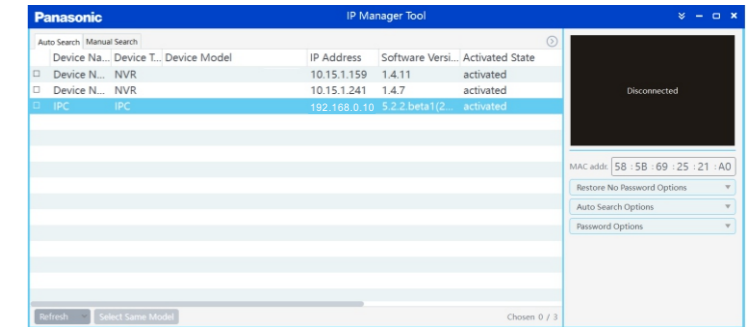 Panasonic
IP Manager Tool
Auto Search Manual Search
Device Na... Device T... Device Model IP Address Software Versi... Activated State
Device N... NVR 10.15.1.159 1.4.11 activated
Device N... NVR 10.15.1.241 1.4.7 activated
IPC IPC 192.168.0.10 5.2.2.beta1(2... activated
Disconnected
MAC addr. 58 : 5B : 69 : 25 : 21 : A0
Restore No Password Options
Auto Search Options
Password Options
Refresh Select Same Model Chosen 0 / 3